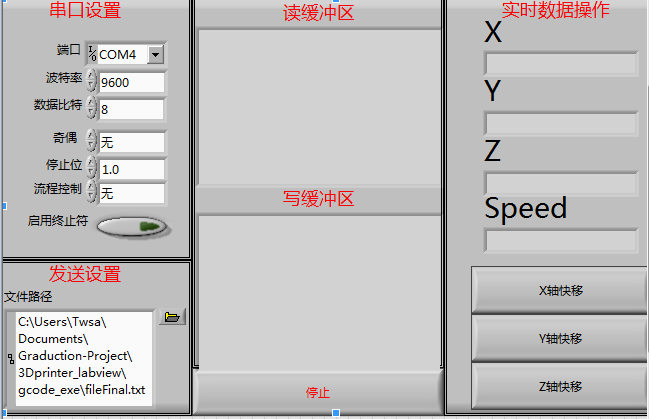 串口设置
端口 I/O COM4
波特率 9600
数据比特 8
奇偶 无
停止位 1.0
流程控制 无
启用终止符
发送设置
文件路径
C:\Users\Twsa\
Documents\
Graduction-Project\
3Dprinter_labview\
gcode_exe\fileFinal.txt
读缓冲区
写缓冲区
停止
实时数据操作
X
Y
Z
Speed
X轴快移
Y轴快移
Z轴快移